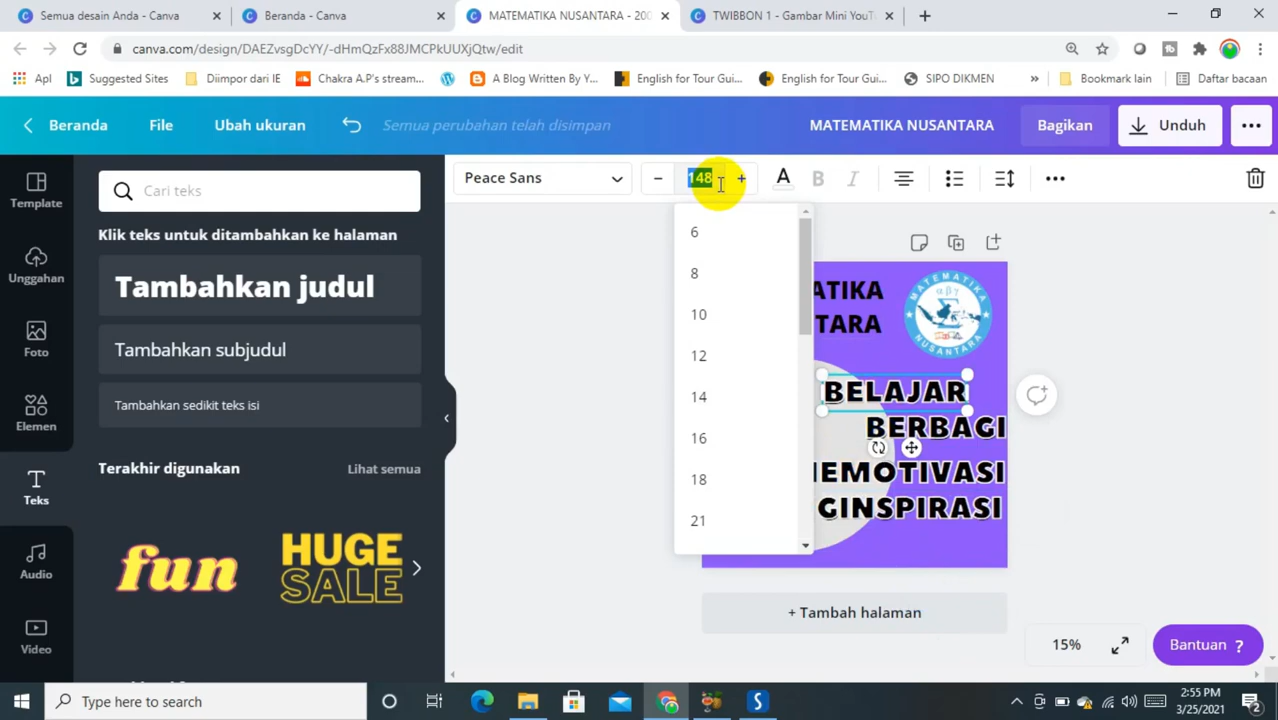 Semua desain Anda - Canva
Beranda - Canva
MATEMATIKA NUSANTARA - 200
TWIBBON 1 - Gambar Mini YouT
canva.com/design/DAEZvsgDcYY/-dHmQzFx88JMCPkUUXjQtw/edit
Apl
Suggested Sites
Diimpor dari IE
Chakra A.P's stream...
A Blog Written By Y...
English for Tour Gui...
English for Tour Gui...
SIPO DIKMEN
»
Bookmark lain
Daftar bacaan
Beranda
File
Ubah ukuran
Semua perubahan telah disimpan
MATEMATIKA NUSANTARA
Bagikan
Unduh
Template
Unggahan
Foto
Elemen
Teks
Audio
Video
Cari teks
Klik teks untuk ditambahkan ke halaman
Tambahkan judul
Tambahkan subjudul
Tambahkan sedikit teks isi
Terakhir digunakan
Lihat semua
fun
HUGE
SALE
Peace Sans
− 148 +
A B I
6
8
10
12
14
16
18
21
ATIKA
TARA
MATEMATIKA
αβγ
Σ
NUSANTARA
BELAJAR
BERBAGI
EMOTIVASI
GINSPIRASI
+ Tambah halaman
15%
Bantuan ?
Type here to search
2:55 PM
3/25/2021
2